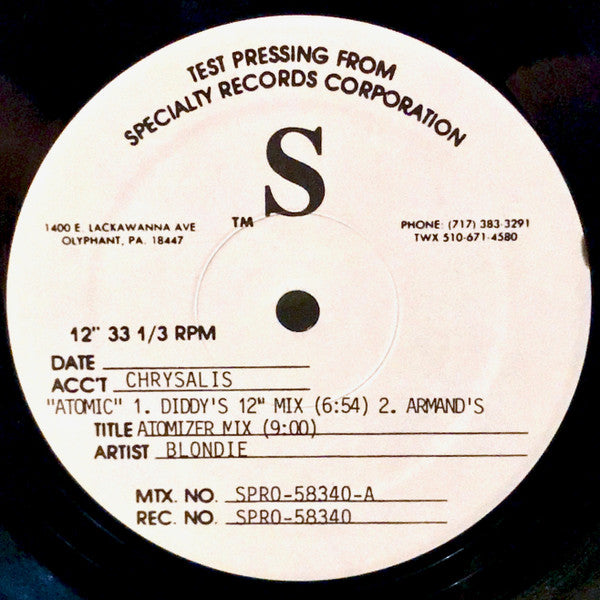 TEST PRESSING FROM
SPECIALTY RECORDS CORPORATION
S
TM
1400 E. LACKAWANNA AVE
OLYPHANT, PA. 18447
PHONE: (717) 383-3291
TWX 510-671-4580
12" 33 1/3 RPM
DATE
ACC'T CHRYSALIS
"ATOMIC" 1. DIDDY'S 12" MIX (6:54) 2. ARMAND'S
TITLE ATOMIZER MIX (9:00)
ARTIST BLONDIE
MTX. NO. SPRO-58340-A
REC. NO. SPRO-58340